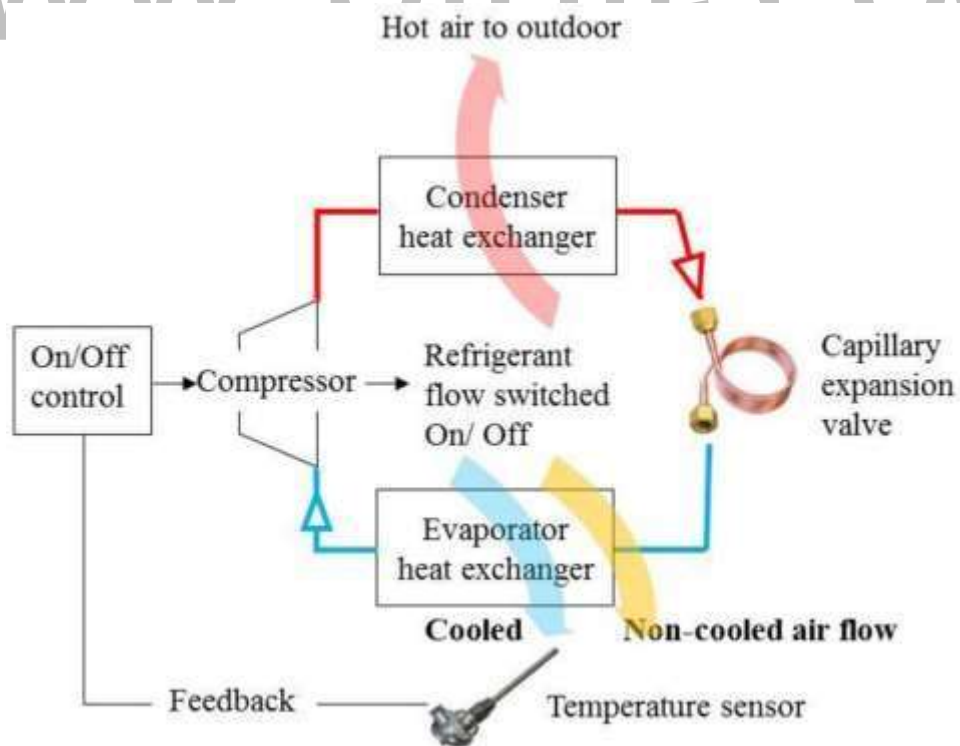 Hot air to outdoor
Condenser
heat exchanger
On/Off
control
Compressor
Refrigerant
flow switched
On/ Off
Capillary
expansion
valve
Evaporator
heat exchanger
Cooled
Non-cooled air flow
Feedback
Temperature sensor